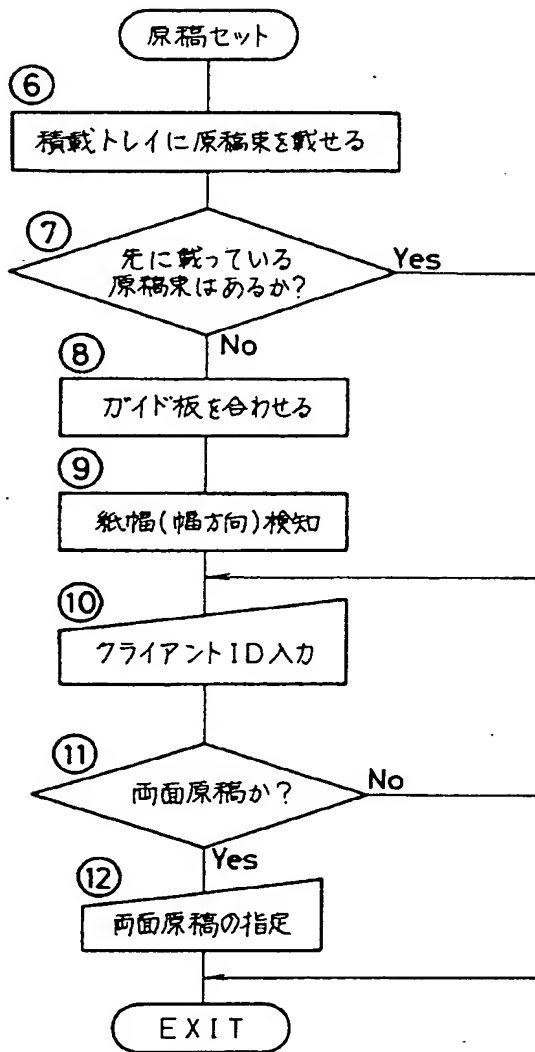 原稿セット
⑥
積載トレイに原稿束を載せる
⑦
先に載っている
原稿束はあるか?
Yes
No
⑧
ガイド板を合わせる
⑨
紙幅(幅方向)検知
⑩
クライアントID入力
⑪
両面原稿か?
No
Yes
⑫
両面原稿の指定
EXIT